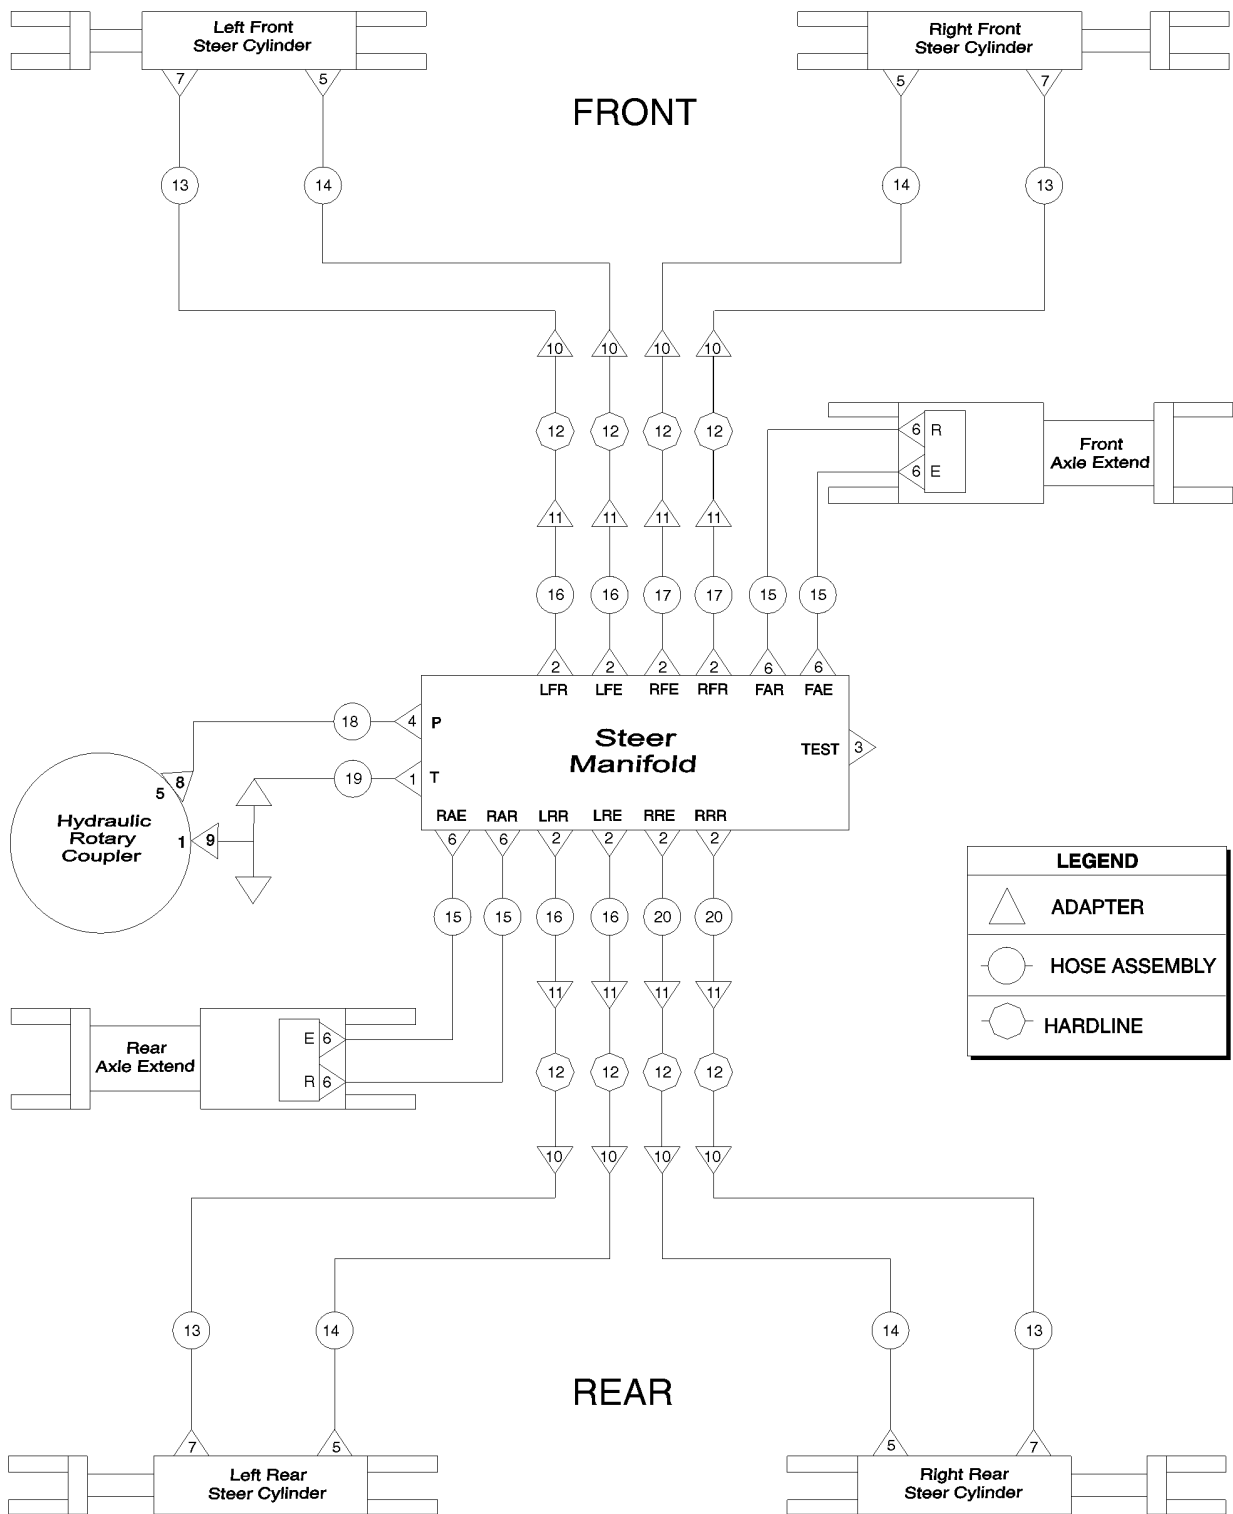 Left Front
Steer Cylinder
Right Front
Steer Cylinder
7 5 5 7
FRONT
13 14 14 13
10 10 10 10
12 12 12 12
6 R
6 E
Front
Axle Extend
11 11 11 11
16 16 17 17 15 15
2 2 2 2 6 6
LFR LFE RFE RFR FAR FAE
18 4 P
Steer
Manifold
TEST 3
19 1 T
8
5
Hydraulic
Rotary
Coupler
1 9
RAE RAR LRR LRE RRE RRR
6 6 2 2 2 2
LEGEND
ADAPTER
HOSE ASSEMBLY
HARDLINE
15 15 16 16 20 20
11 11 11 11
Rear
Axle Extend
E 6
R 6
12 12 12 12
10 10 10 10
13 14 14 13
REAR
7 5 5 7
Left Rear
Steer Cylinder
Right Rear
Steer Cylinder